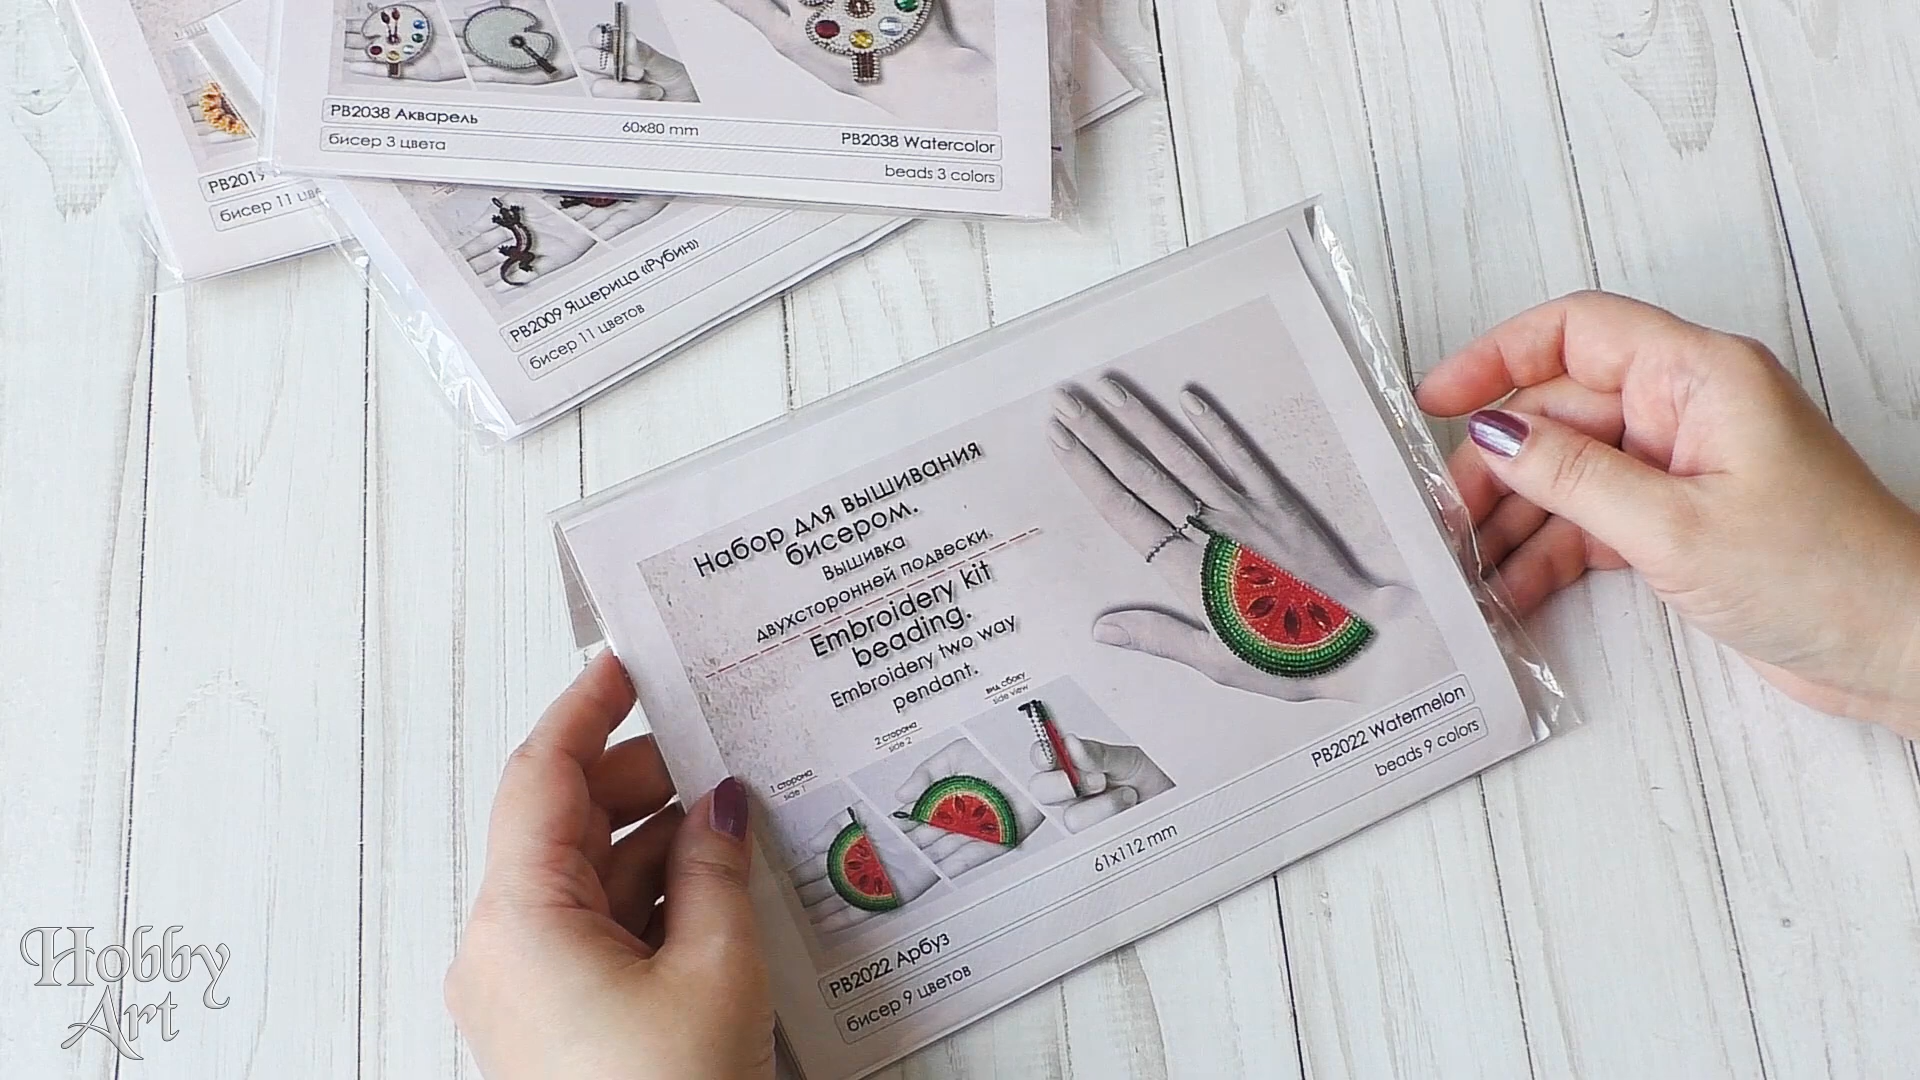 PB2038 Акварель
60x80 mm
PB2038 Watercolor
бисер 3 цвета
beads 3 colors
PB2019
бисер 11 цве
PB2009 Ящерица «Рубин»
бисер 11 цветов
Набор для вышивания
бисером.
Вышивка
двухсторонней подвески.
Embroidery kit
beading.
Embroidery two way
pendant.
1 сторона
side 1
2 сторона
side 2
вид сбоку
side view
61x112 mm
PB2022 Watermelon
beads 9 colors
PB2022 Арбуз
бисер 9 цветов
Hobby
Art